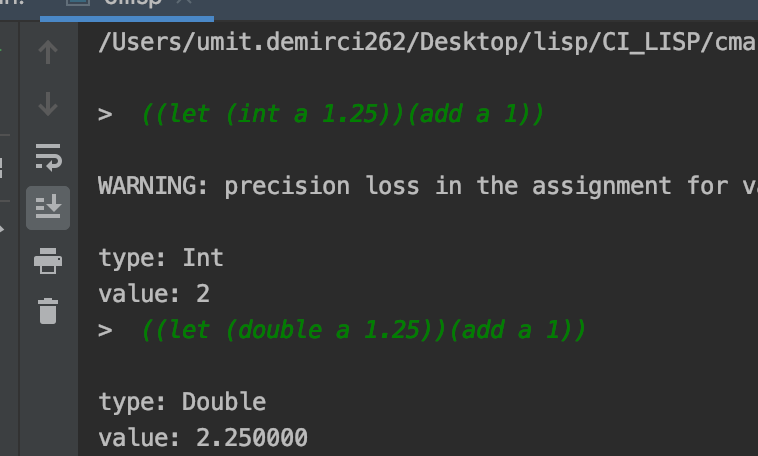 /Users/umit.demirci262/Desktop/lisp/CI_LISP/cma
> ((let (int a 1.25))(add a 1))
WARNING: precision loss in the assignment for va
type: Int
value: 2
> ((let (double a 1.25))(add a 1))
type: Double
value: 2.250000